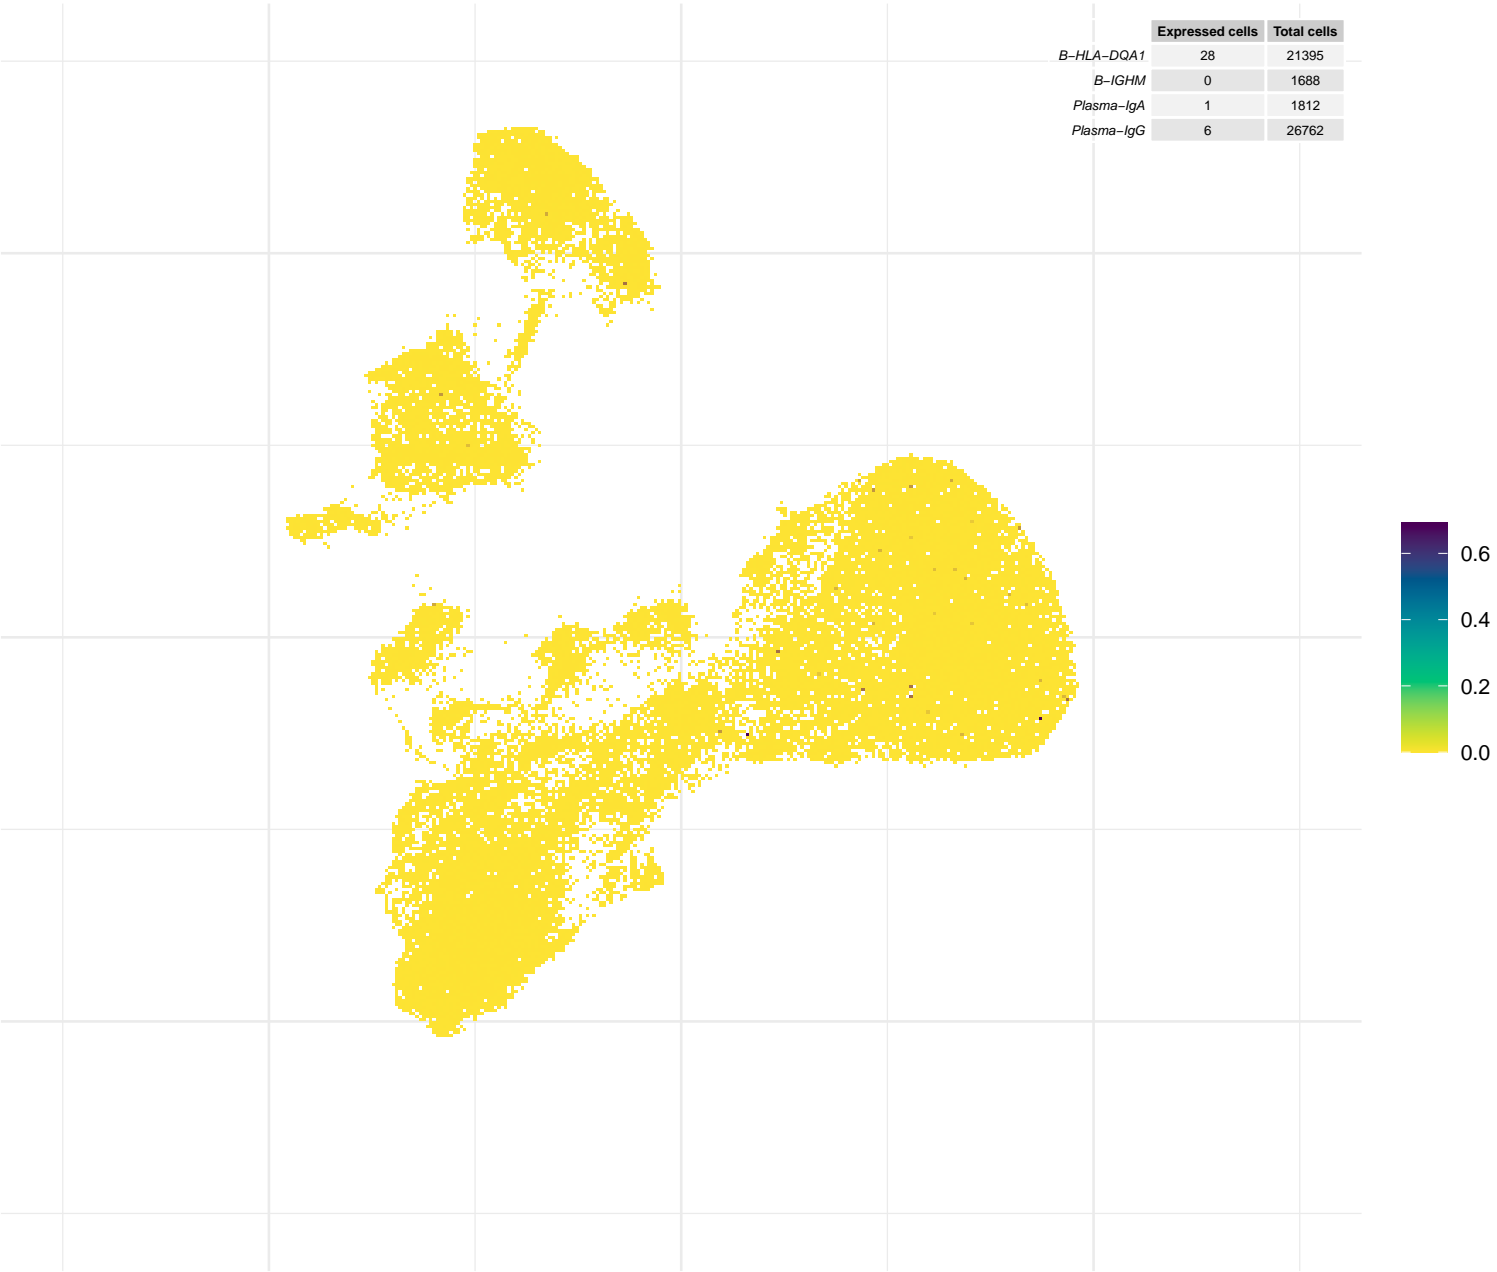 Expressed cells Total cells
B−HLA−DQA1 28 21395
B−IGHM 0 1688
Plasma−IgA 1 1812
Plasma−IgG 6 26762
0.6
0.4
0.2
0.0